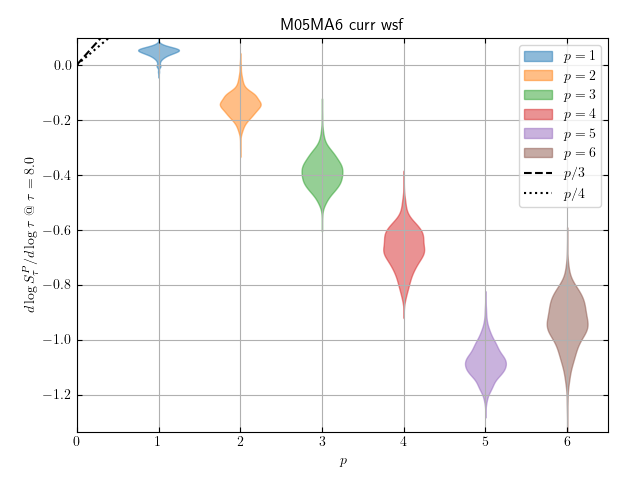 M05MA6 curr wsf
d log S_τ^P / d log τ @ τ = 8.0
0.0
−0.2
−0.4
−0.6
−0.8
−1.0
−1.2
0 1 2 3 4 5 6
p
p = 1
p = 2
p = 3
p = 4
p = 5
p = 6
p/3
p/4